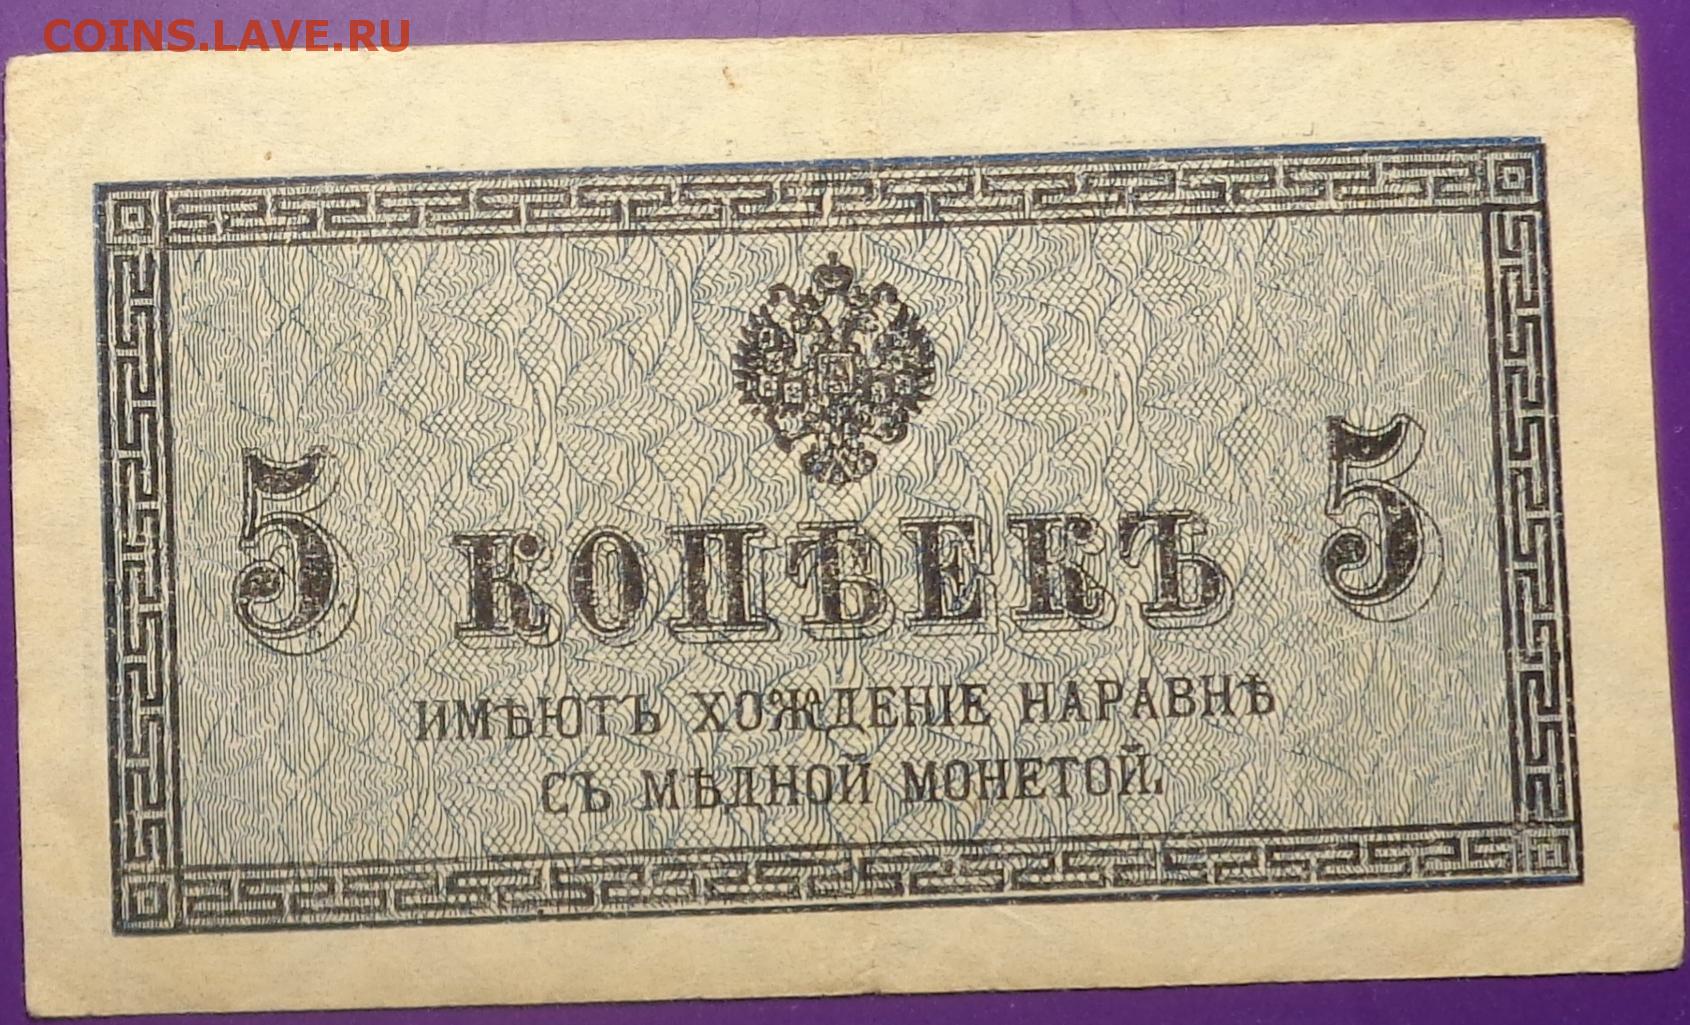 COINS.LAVE.RU
5 КОПѢЕКЪ 5
ИМѢЮТЪ ХОЖДЕНІЕ НАРАВНѢ
СЪ МѢДНОЙ МОНЕТОЙ.